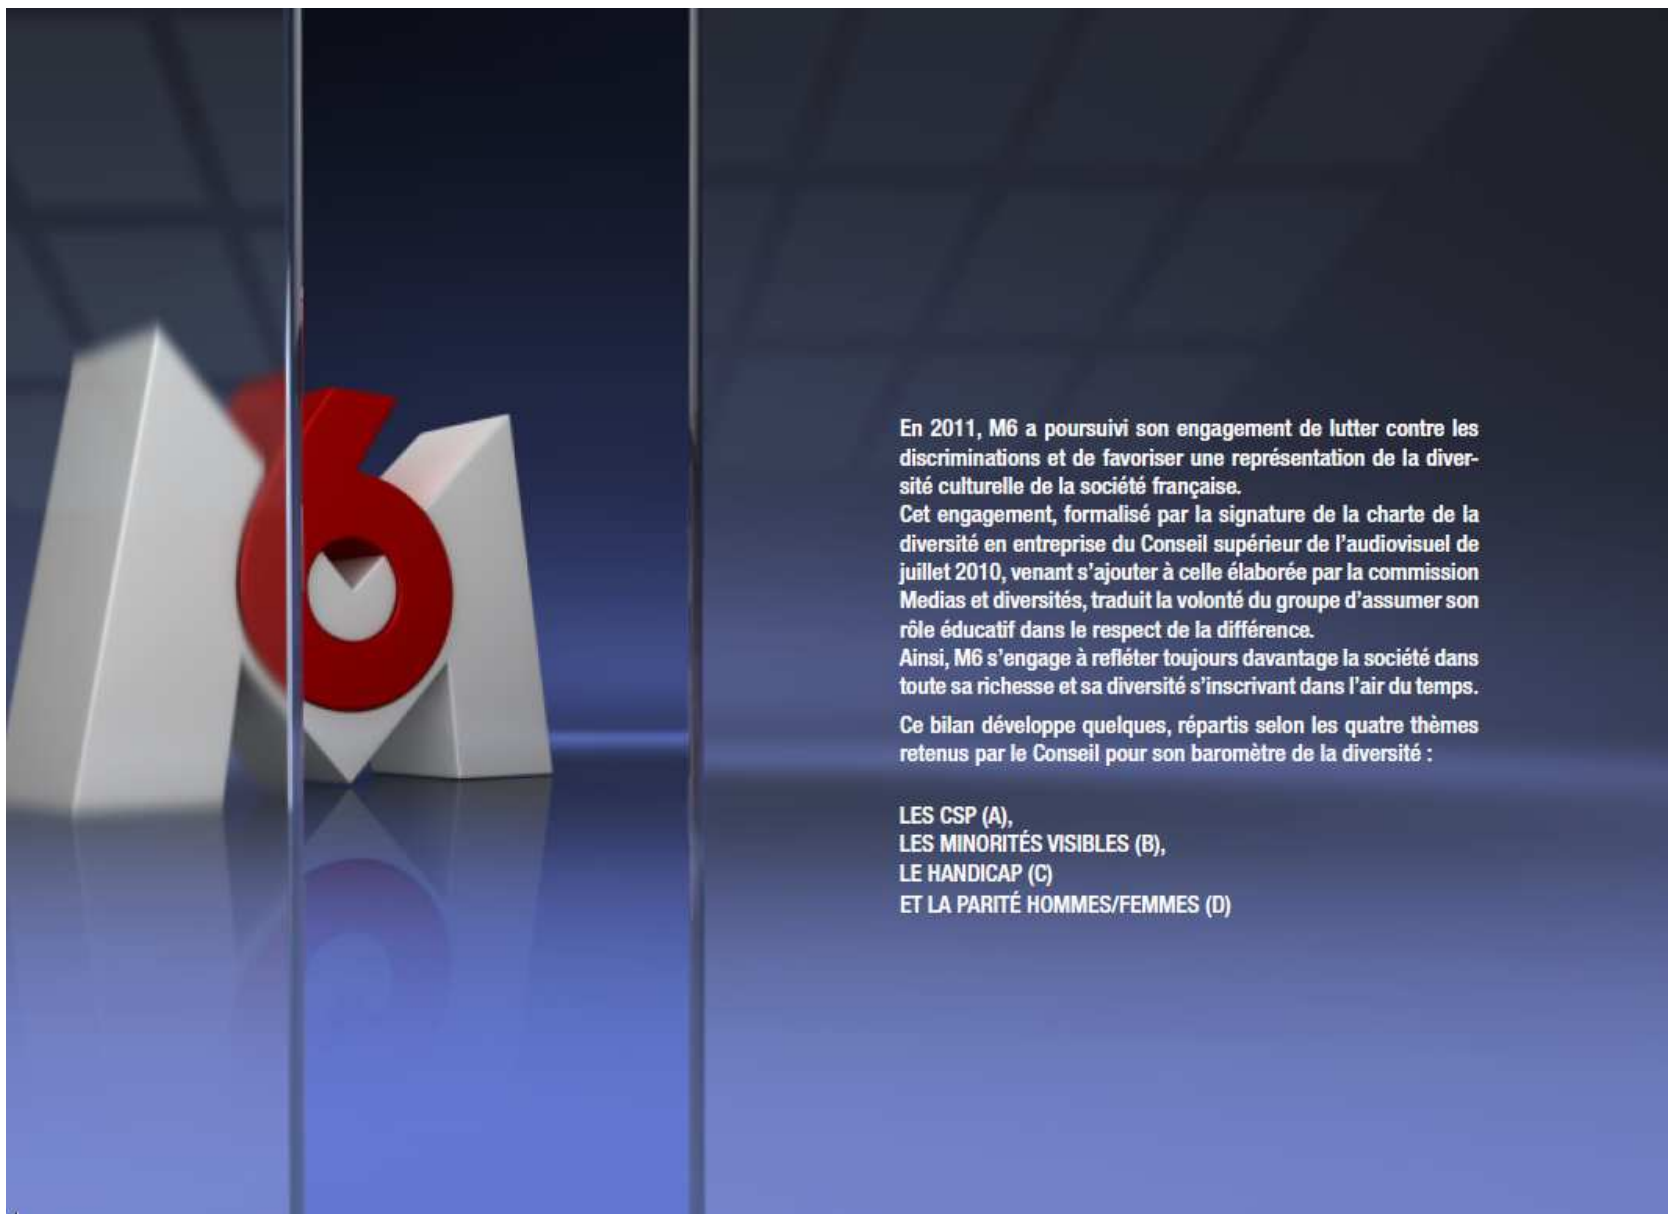 M6
En 2011, M6 a poursuivi son engagement de lutter contre les
discriminations et de favoriser une représentation de la diver-
sité culturelle de la société française.
Cet engagement, formalisé par la signature de la charte de la
diversité en entreprise du Conseil supérieur de l'audiovisuel de
juillet 2010, venant s'ajouter à celle élaborée par la commission
Medias et diversités, traduit la volonté du groupe d'assumer son
rôle éducatif dans le respect de la différence.
Ainsi, M6 s'engage à refléter toujours davantage la société dans
toute sa richesse et sa diversité s'inscrivant dans l'air du temps.
Ce bilan développe quelques, répartis selon les quatre thèmes
retenus par le Conseil pour son baromètre de la diversité :
LES CSP (A),
LES MINORITÉS VISIBLES (B),
LE HANDICAP (C)
ET LA PARITÉ HOMMES/FEMMES (D)